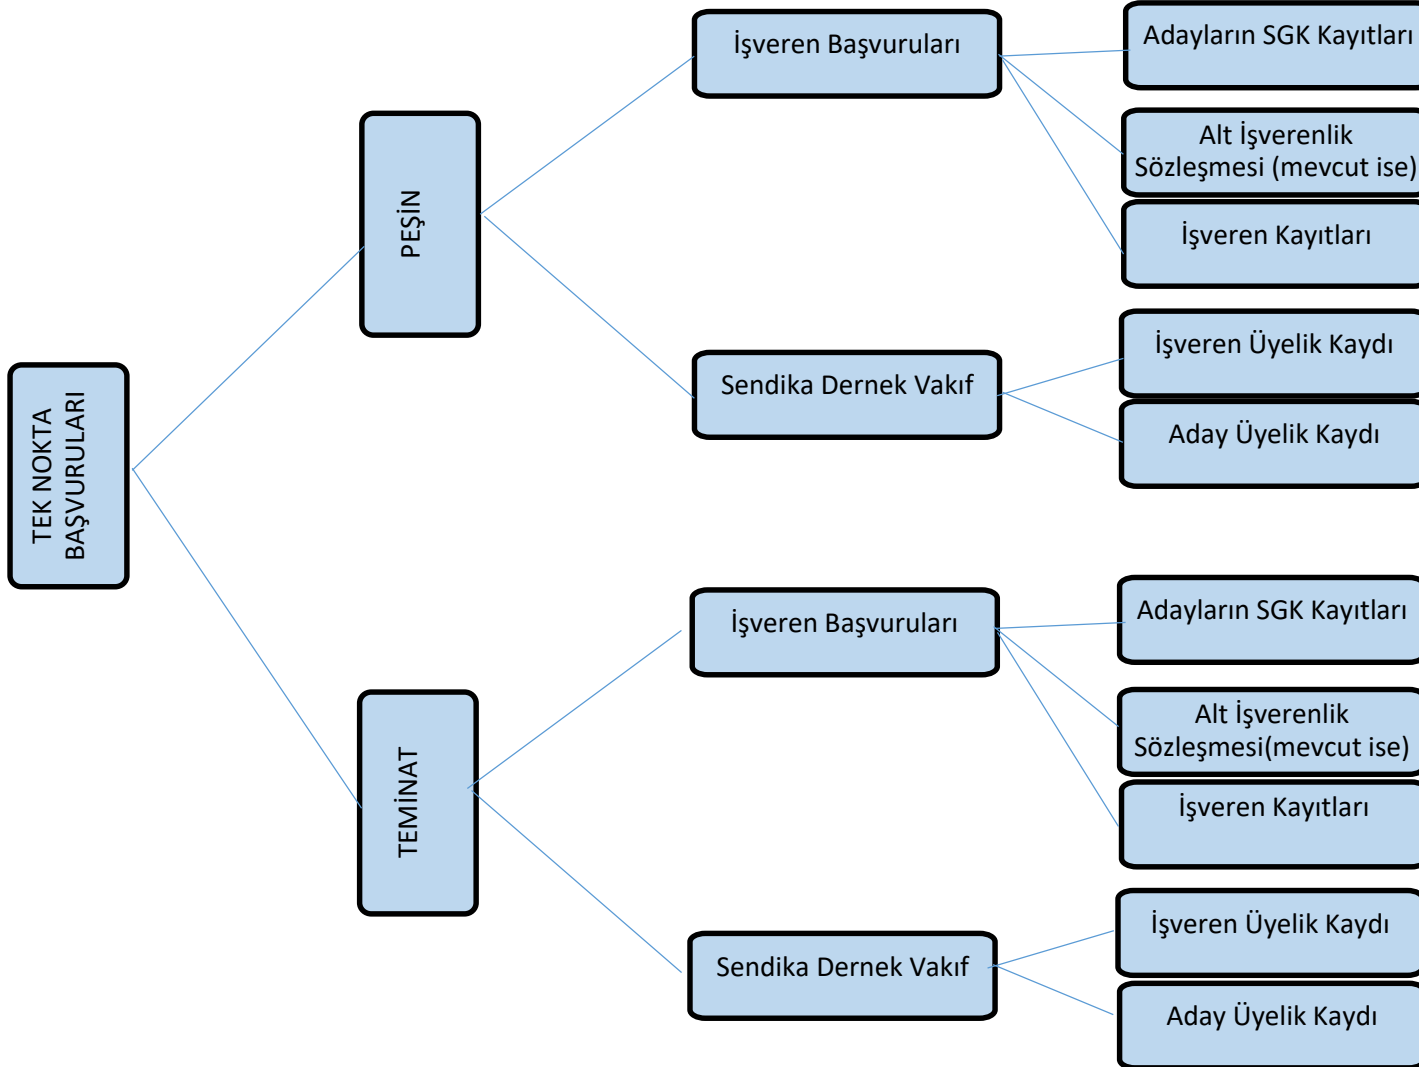 TEK NOKTA
BAŞVURULARI
PEŞİN
İşveren Başvuruları
Adayların SGK Kayıtları
Alt İşverenlik
Sözleşmesi (mevcut ise)
İşveren Kayıtları
Sendika Dernek Vakıf
İşveren Üyelik Kaydı
Aday Üyelik Kaydı
TEMİNAT
İşveren Başvuruları
Adayların SGK Kayıtları
Alt İşverenlik
Sözleşmesi(mevcut ise)
İşveren Kayıtları
Sendika Dernek Vakıf
İşveren Üyelik Kaydı
Aday Üyelik Kaydı